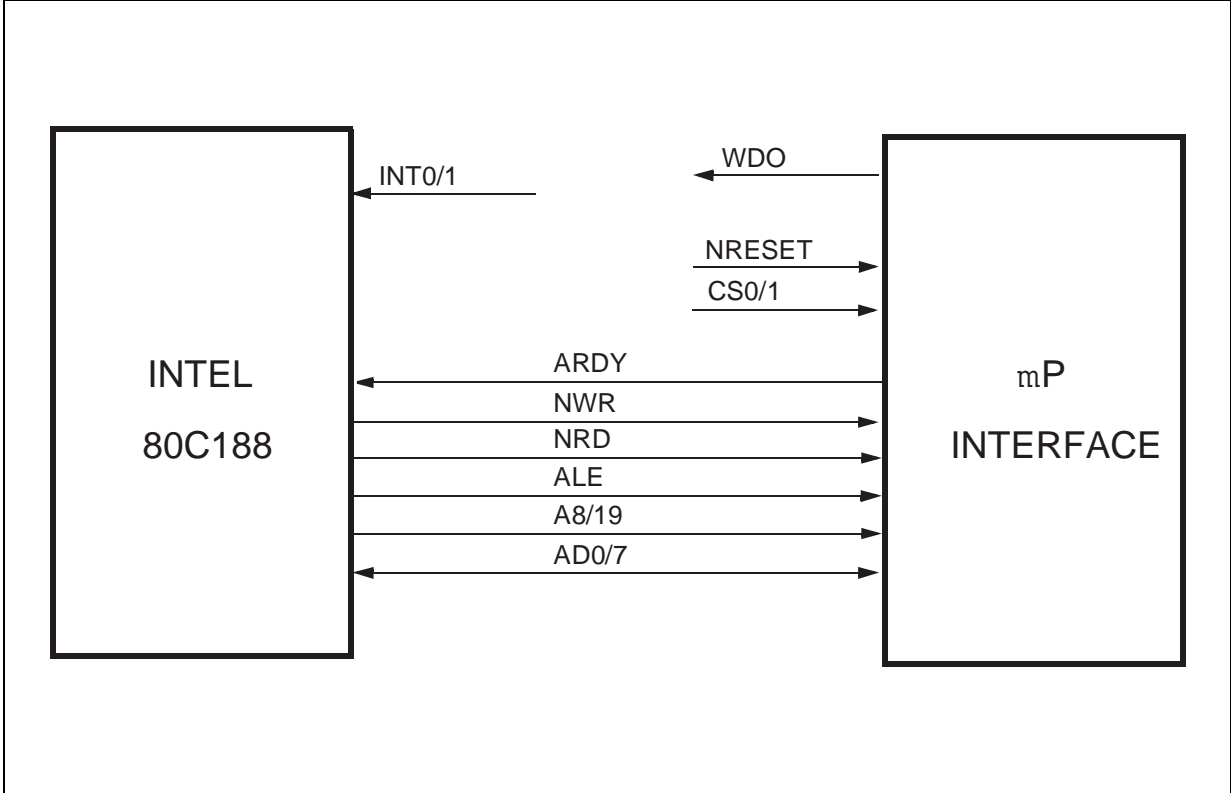 INT0/1
WDO
NRESET
CS0/1
INTEL
80C188
ARDY
NWR
NRD
ALE
A8/19
AD0/7
mP
INTERFACE